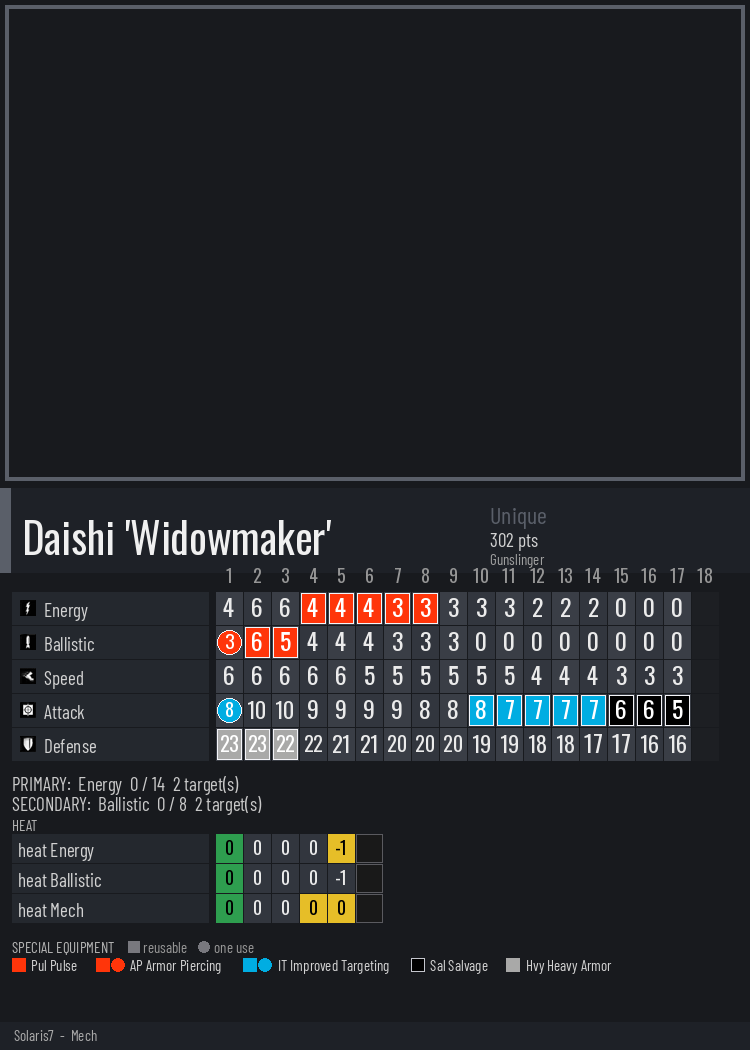 Daishi 'Widowmaker'
Unique
302 pts
Gunslinger
1 2 3 4 5 6 7 8 9 10 11 12 13 14 15 16 17 18
Energy 4 6 6 4 4 4 3 3 3 3 3 2 2 2 0 0 0
Ballistic 3 6 5 4 4 4 3 3 3 0 0 0 0 0 0 0 0
Speed 6 6 6 6 6 5 5 5 5 5 5 4 4 4 3 3 3
Attack 8 10 10 9 9 9 9 8 8 8 7 7 7 7 6 6 5
Defense 23 23 22 22 21 21 20 20 20 19 19 18 18 17 17 16 16
PRIMARY: Energy 0 / 14 2 target(s)
SECONDARY: Ballistic 0 / 8 2 target(s)
HEAT
heat Energy 0 0 0 0 -1
heat Ballistic 0 0 0 0 -1
heat Mech 0 0 0 0 0
SPECIAL EQUIPMENT reusable one use
Pul Pulse AP Armor Piercing IT Improved Targeting Sal Salvage Hvy Heavy Armor
Solaris7 - Mech